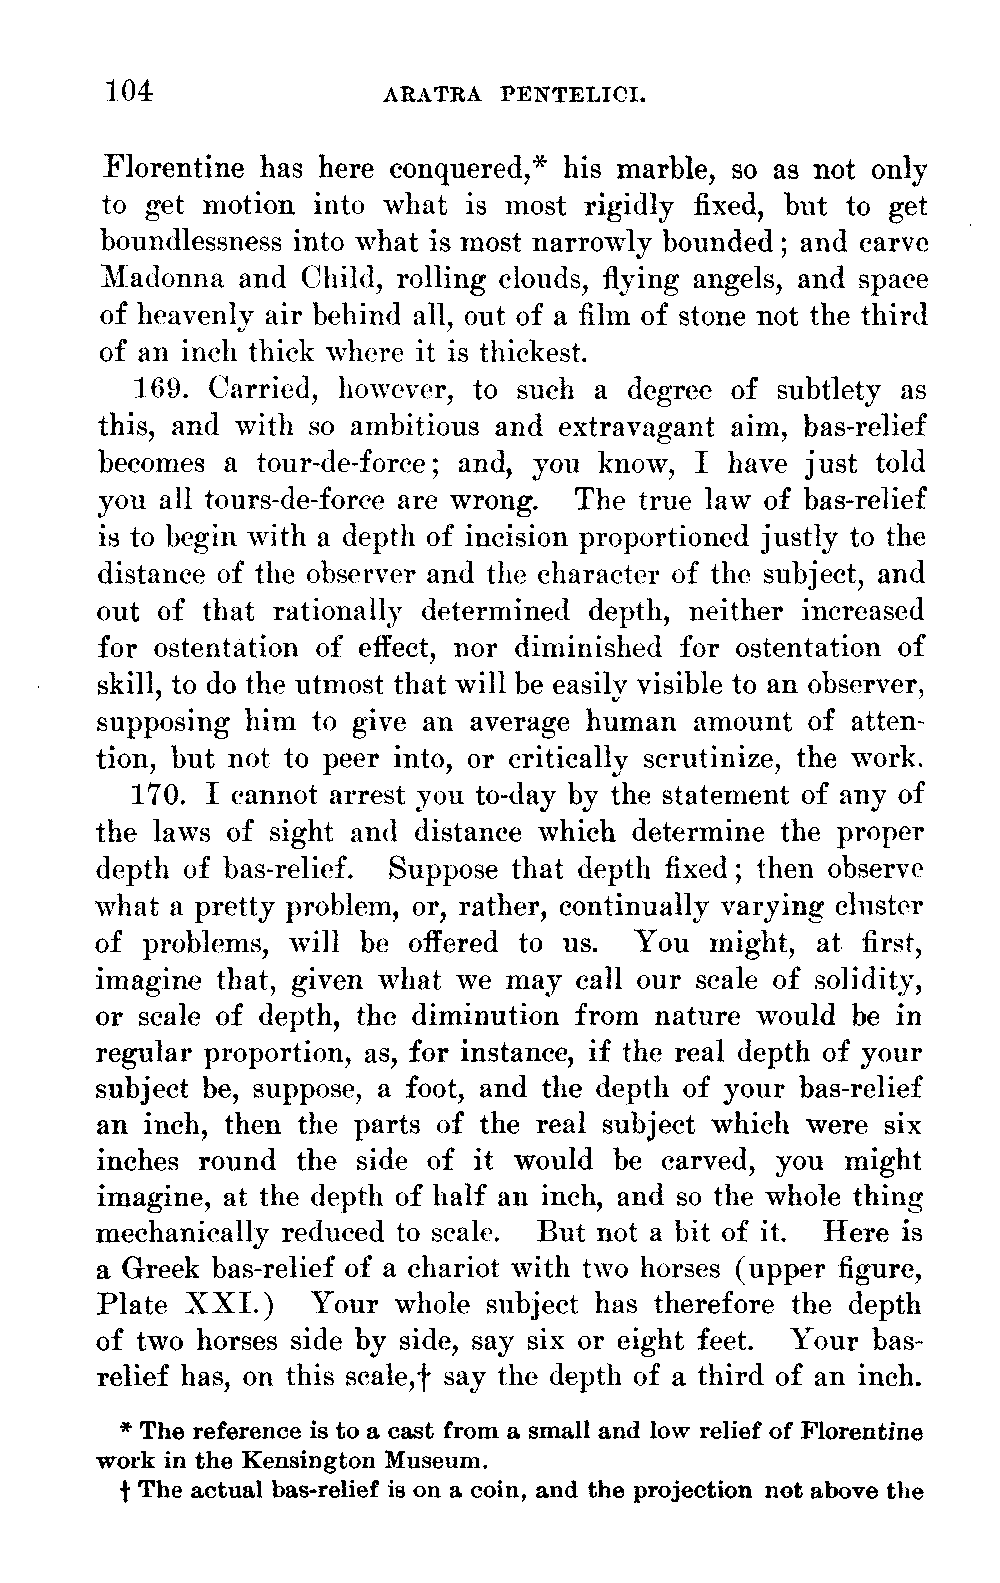 104 ARATRA PENTELICI.
Florentine has here conquered,* his marble, so as not only
to get motion into what is most rigidly fixed, but to get
boundlessness into what is most narrowly bounded; and carve
Madonna and Child, rolling clouds, flying angels, and space
of heavenly air behind all, out of a film of stone not the third
of an inch thick where it is thickest.
169. Carried, however, to such a degree of subtlety as
this, and with so ambitious and extravagant aim, bas-relief
becomes a tour-de-force; and, you know, I have just told
you all tours-de-force are wrong. The true law of bas-relief
is to begin with a depth of incision proportioned justly to the
distance of the observer and the character of the subject, and
out of that rationally determined depth, neither increased
for ostentation of effect, nor diminished for ostentation of
skill, to do the utmost that will be easily visible to an observer,
supposing him to give an average human amount of atten-
tion, but not to peer into, or critically scrutinize, the work.
170. I cannot arrest you to-day by the statement of any of
the laws of sight and distance which determine the proper
depth of bas-relief. Suppose that depth fixed; then observe
what a pretty problem, or, rather, continually varying cluster
of problems, will be offered to us. You might, at first,
imagine that, given what we may call our scale of solidity,
or scale of depth, the diminution from nature would be in
regular proportion, as, for instance, if the real depth of your
subject be, suppose, a foot, and the depth of your bas-relief
an inch, then the parts of the real subject which were six
inches round the side of it would be carved, you might
imagine, at the depth of half an inch, and so the whole thing
mechanically reduced to scale. But not a bit of it. Here is
a Greek bas-relief of a chariot with two horses (upper figure,
Plate XXI.) Your whole subject has therefore the depth
of two horses side by side, say six or eight feet. Your bas-
relief has, on this scale,† say the depth of a third of an inch.
* The reference is to a cast from a small and low relief of Florentine
work in the Kensington Museum.
† The actual bas-relief is on a coin, and the projection not above the